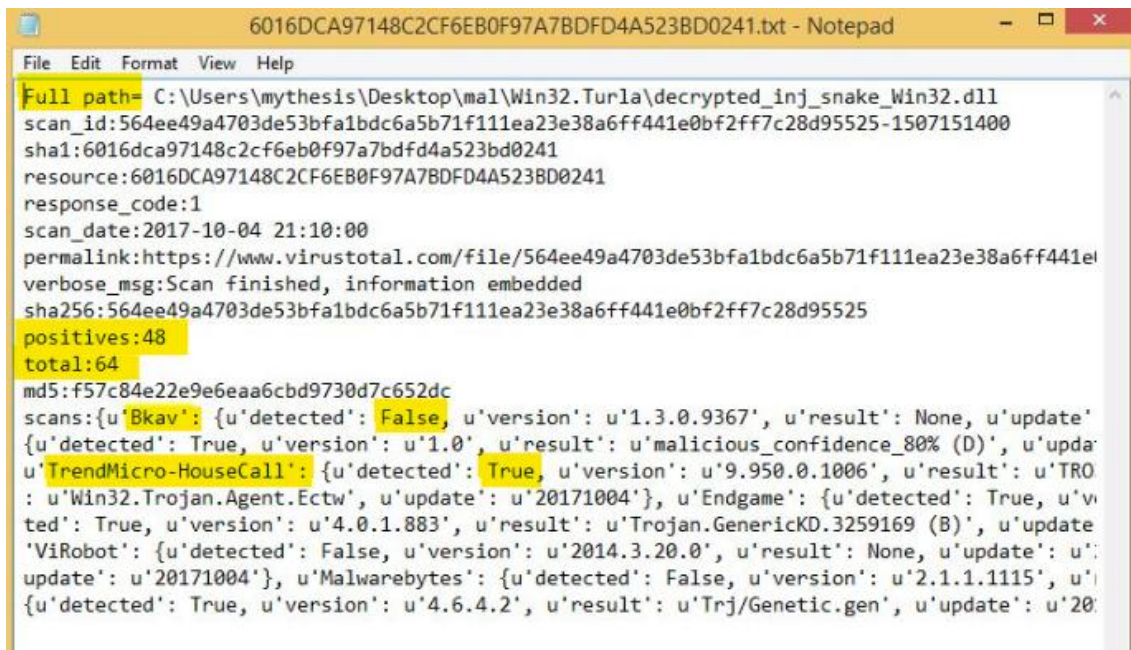 6016DCA97148C2CF6EB0F97A7BDFD4A523BD0241.txt - Notepad
File Edit Format View Help
Full path= C:\Users\mythesis\Desktop\mal\Win32.Turla\decrypted_inj_snake_Win32.dll
scan_id:564ee49a4703de53bfa1bdc6a5b71f111ea23e38a6ff441e0bf2ff7c28d95525-1507151400
sha1:6016dca97148c2cf6eb0f97a7bdfd4a523bd0241
resource:6016DCA97148C2CF6EB0F97A7BDFD4A523BD0241
response_code:1
scan_date:2017-10-04 21:10:00
permalink:https://www.virustotal.com/file/564ee49a4703de53bfa1bdc6a5b71f111ea23e38a6ff441e
verbose_msg:Scan finished, information embedded
sha256:564ee49a4703de53bfa1bdc6a5b71f111ea23e38a6ff441e0bf2ff7c28d95525
positives:48
total:64
md5:f57c84e22e9e6eaa6cbd9730d7c652dc
scans:{u'Bkav': {u'detected': False, u'version': u'1.3.0.9367', u'result': None, u'update'
{u'detected': True, u'version': u'1.0', u'result': u'malicious_confidence_80% (D)', u'upda
u'TrendMicro-HouseCall': {u'detected': True, u'version': u'9.950.0.1006', u'result': u'TRO
: u'Win32.Trojan.Agent.Ectw', u'update': u'20171004'}, u'Endgame': {u'detected': True, u'v
ted': True, u'version': u'4.0.1.883', u'result': u'Trojan.GenericKD.3259169 (B)', u'update
'ViRobot': {u'detected': False, u'version': u'2014.3.20.0', u'result': None, u'update': u'
update': u'20171004'}, u'Malwarebytes': {u'detected': False, u'version': u'2.1.1.1115', u'
{u'detected': True, u'version': u'4.6.4.2', u'result': u'Trj/Genetic.gen', u'update': u'20